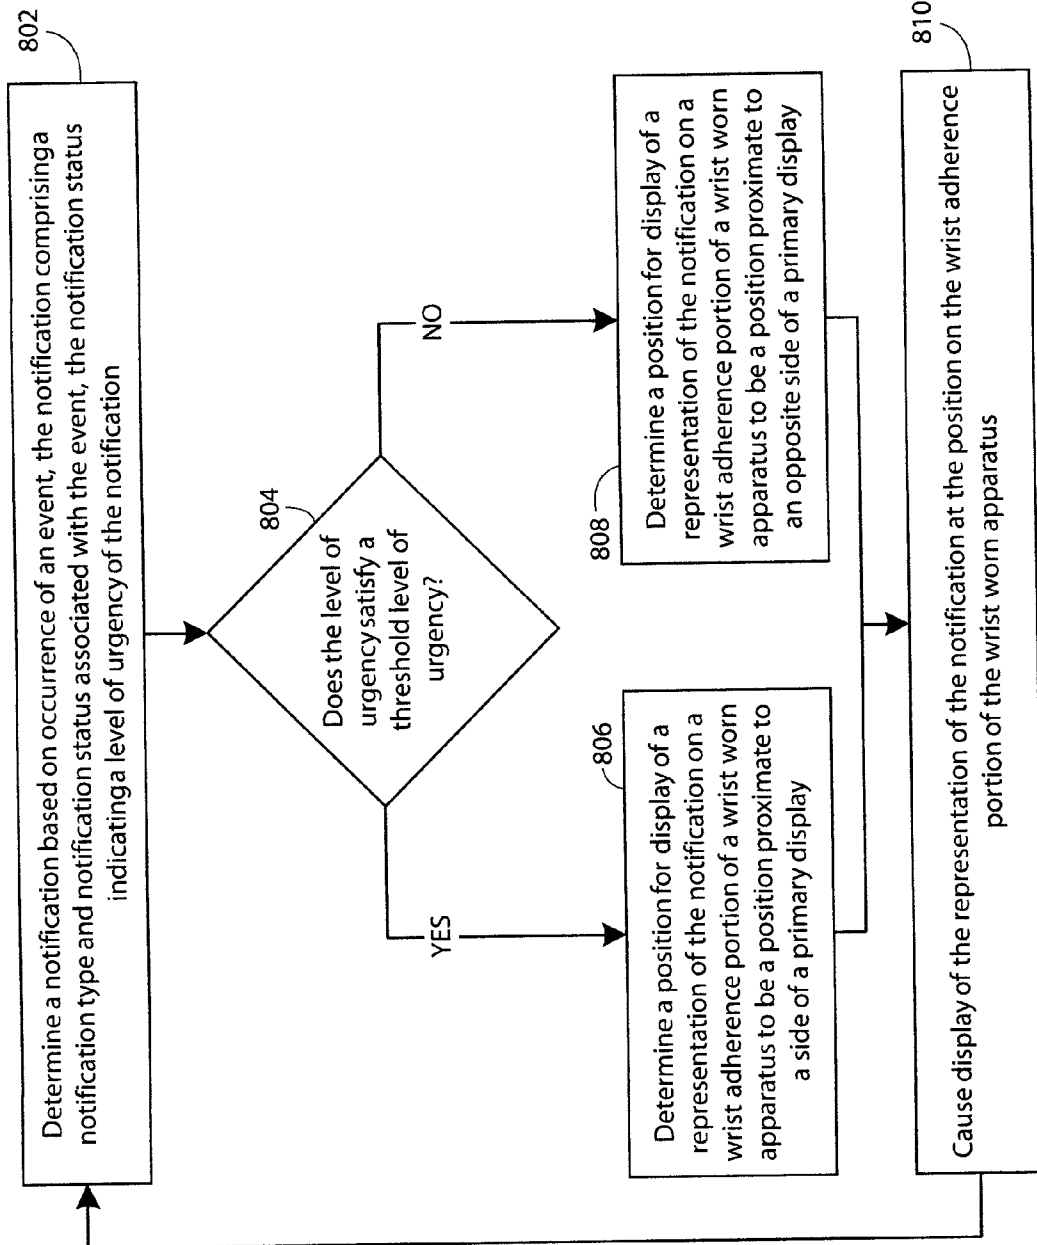 802
Determine a notification based on occurrence of an event, the notification comprisinga
notification type and notification status associated with the event, the notification status
indicatinga level of urgency of the notification
804
Does the level of
urgency satisfy a
threshold level of
urgency?
YES
NO
806
Determine a position for display of a
representation of the notification on a
wrist adherence portion of a wrist worn
apparatus to be a position proximate to
a side of a primary display
808
Determine a position for display of a
representation of the notification on a
wrist adherence portion of a wrist worn
apparatus to be a position proximate to
an opposite side of a primary display
810
Cause display of the representation of the notification at the position on the wrist adherence
portion of the wrist worn apparatus